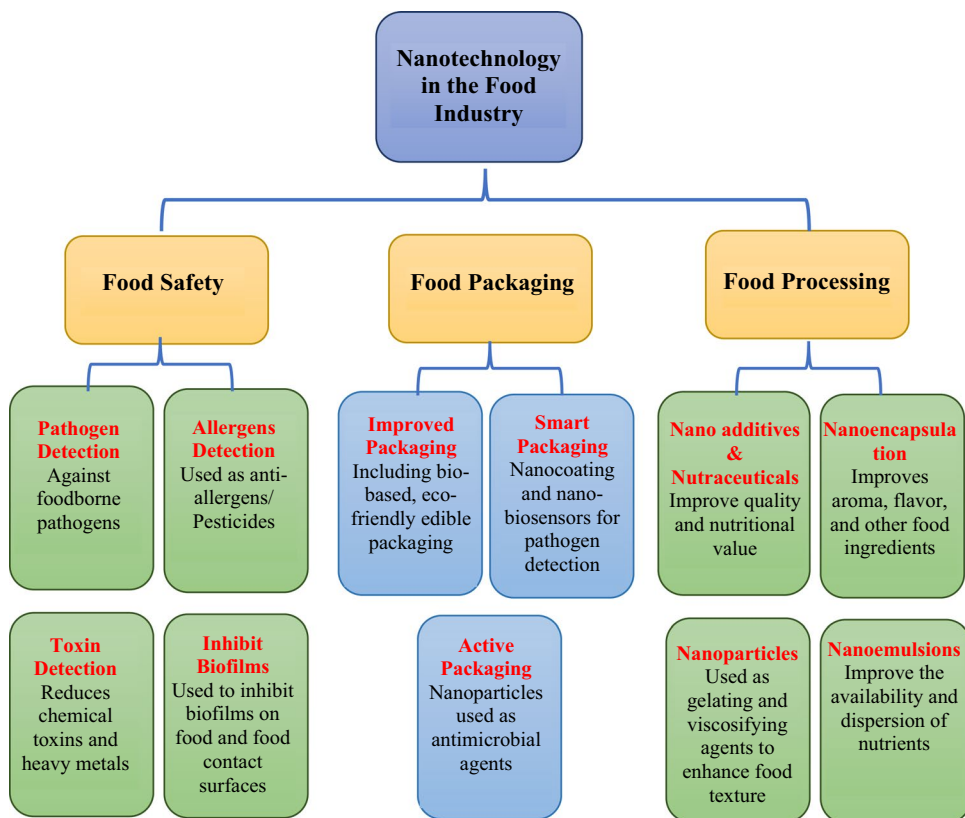 Nanotechnology
in the Food
Industry
Food Safety
Food Packaging
Food Processing
Pathogen
Detection
Against
foodborne
pathogens
Allergens
Detection
Used as anti-
allergens/
Pesticides
Improved
Packaging
Including bio-
based, eco-
friendly edible
packaging
Smart
Packaging
Nanocoating
and nano-
biosensors for
pathogen
detection
Nano additives
&
Nutraceuticals
Improve quality
and nutritional
value
Nanoencapsula
tion
Improves
aroma, flavor,
and other food
ingredients
Toxin
Detection
Reduces
chemical
toxins and
heavy metals
Inhibit
Biofilms
Used to inhibit
biofilms on
food and food
contact
surfaces
Active
Packaging
Nanoparticles
used as
antimicrobial
agents
Nanoparticles
Used as
gelating and
viscosifying
agents to
enhance food
texture
Nanoemulsions
Improve the
availability and
dispersion of
nutrients